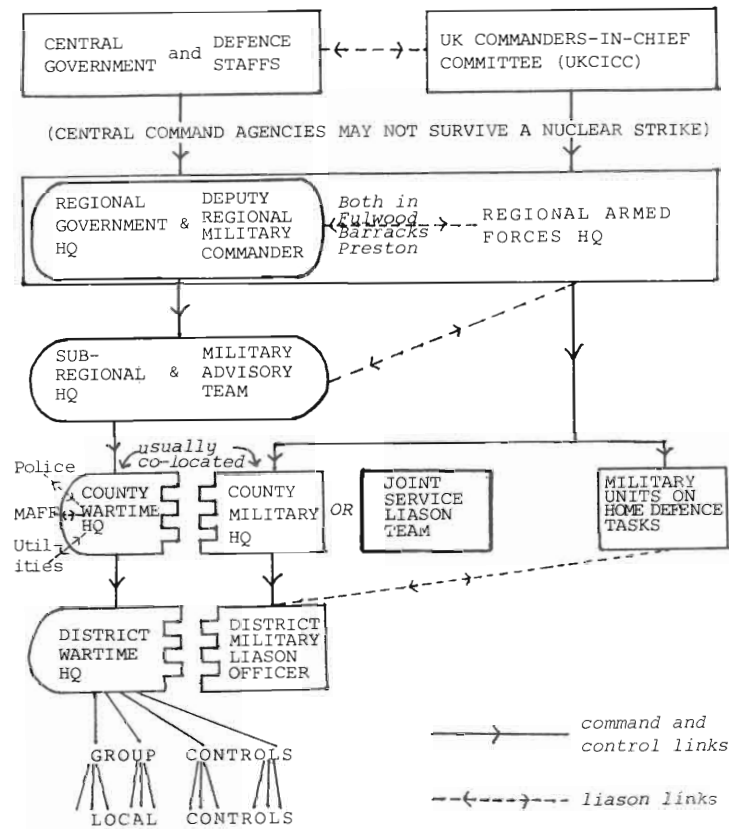 CENTRAL GOVERNMENT and DEFENCE STAFFS
UK COMMANDERS-IN-CHIEF
COMMITTEE (UKCICC)
(CENTRAL COMMAND AGENCIES MAY NOT SURVIVE A NUCLEAR STRIKE)
REGIONAL
GOVERNMENT &
HQ
DEPUTY
REGIONAL
MILITARY
COMMANDER
Both in
Fulwood
Barracks
Preston
REGIONAL ARMED
FORCES HQ
SUB-
REGIONAL &
HQ
MILITARY
ADVISORY
TEAM
usually
co-located
Police
MAFF
Util-
ities
COUNTY
WARTIME
HQ
COUNTY
MILITARY
HQ
OR
JOINT
SERVICE
LIASON
TEAM
MILITARY
UNITS ON
HOME DEFENCE
TASKS
DISTRICT
WARTIME
HQ
DISTRICT
MILITARY
LIASON
OFFICER
GROUP CONTROLS
LOCAL CONTROLS
command and
control links
liason links